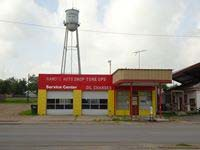 AUTO SHOP TUNE UPS
Service Center OIL CHANGES